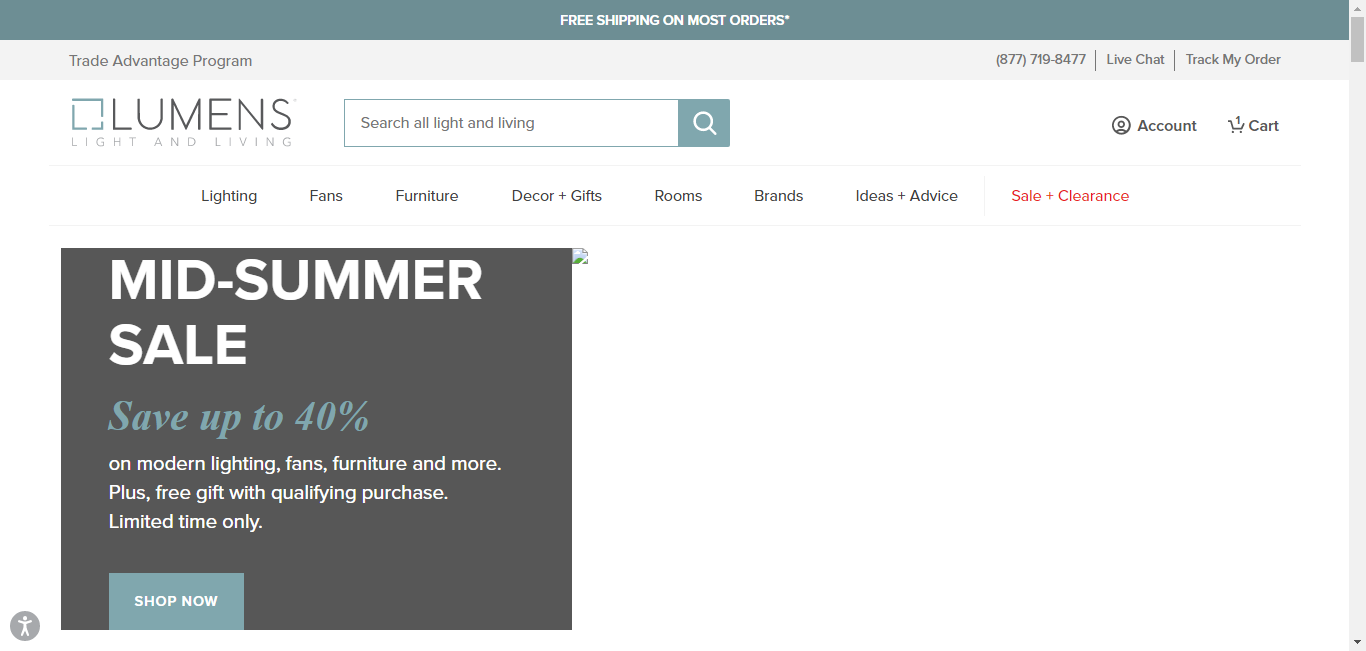 FREE SHIPPING ON MOST ORDERS*
Trade Advantage Program
(877) 719-8477
Live Chat
Track My Order
LUMENS
LIGHT AND LIVING
Search all light and living
Account
1
Cart
Lighting
Fans
Furniture
Decor + Gifts
Rooms
Brands
Ideas + Advice
Sale + Clearance
MID-SUMMER
SALE
Save up to 40%
on modern lighting, fans, furniture and more.
Plus, free gift with qualifying purchase.
Limited time only.
SHOP NOW